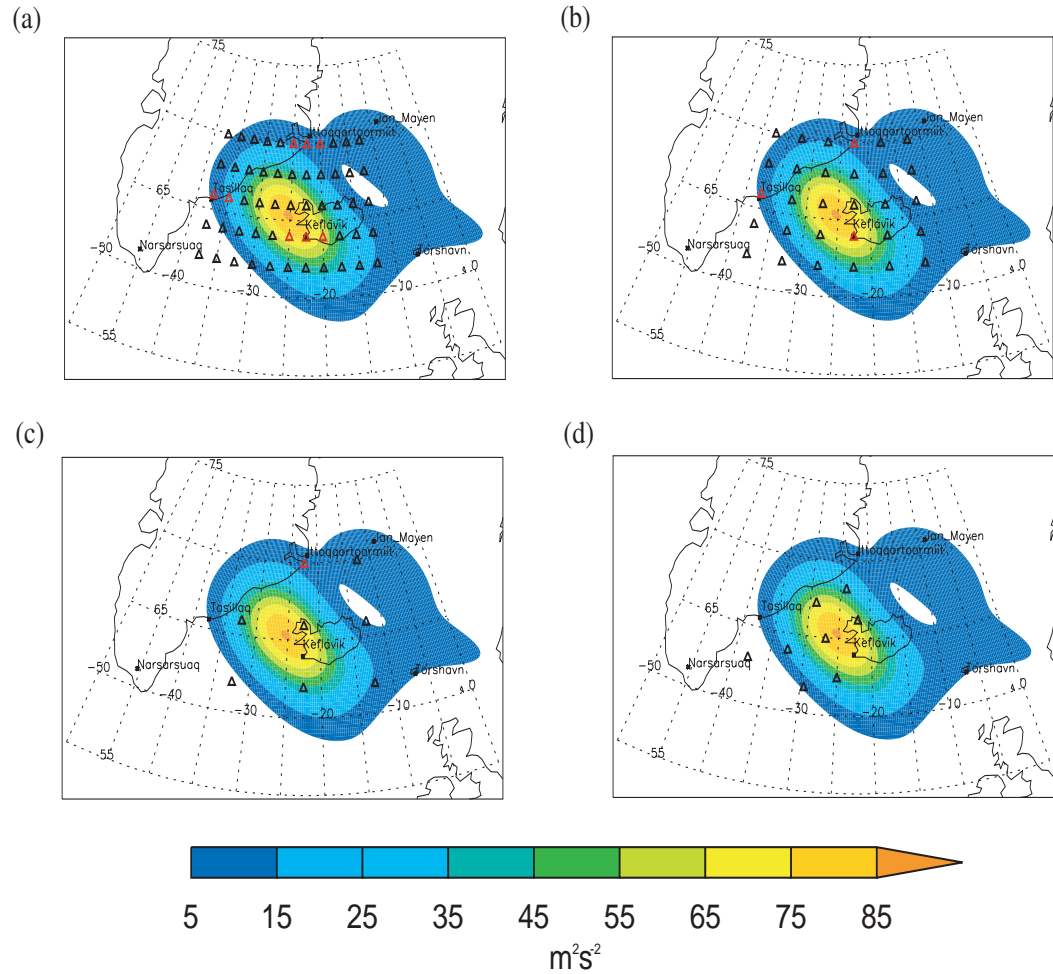 (a)
75
Jan_Mayen
Ittoqqortoormiit
Tasiilaq
65
Keflavik
Narsarsuaq
Torshavn
-50
-40
-30
-20
-10
0
55
(b)
75
Jan_Mayen
Ittoqqortoormiit
Tasiilaq
65
Keflavik
Narsarsuaq
Torshavn
-50
-40
-30
-20
-10
0
55
(c)
75
Jan_Mayen
Ittoqqortoormiit
Tasiilaq
65
Keflavik
Narsarsuaq
Torshavn
-50
-40
-30
-20
-10
0
55
(d)
75
Jan_Mayen
Ittoqqortoormiit
Tasiilaq
65
Keflavik
Narsarsuaq
Torshavn
-50
-40
-30
-20
-10
0
55
5 15 25 35 45 55 65 75 85
m²s⁻²